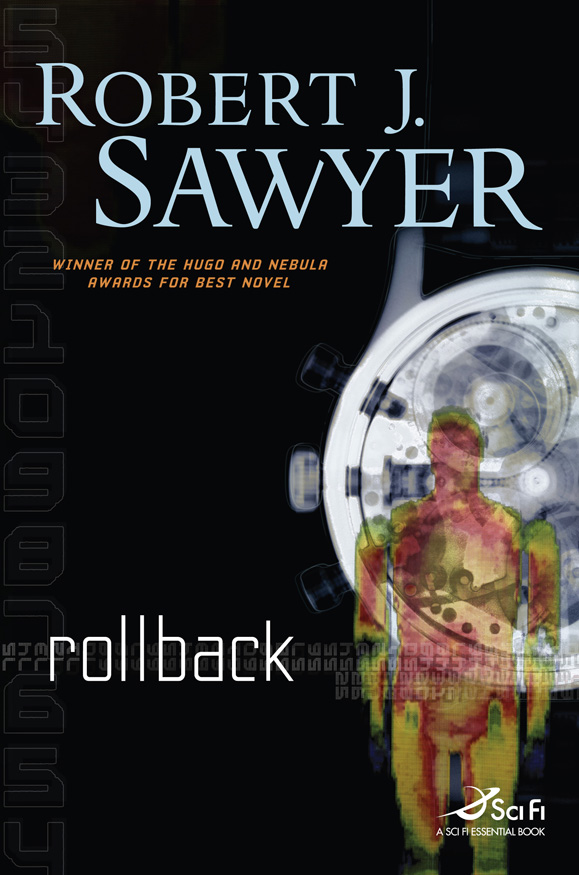 ROBERT J.
SAWYER
WINNER OF THE HUGO AND NEBULA
AWARDS FOR BEST NOVEL
rollback
SCI FI
A SCI FI ESSENTIAL BOOK